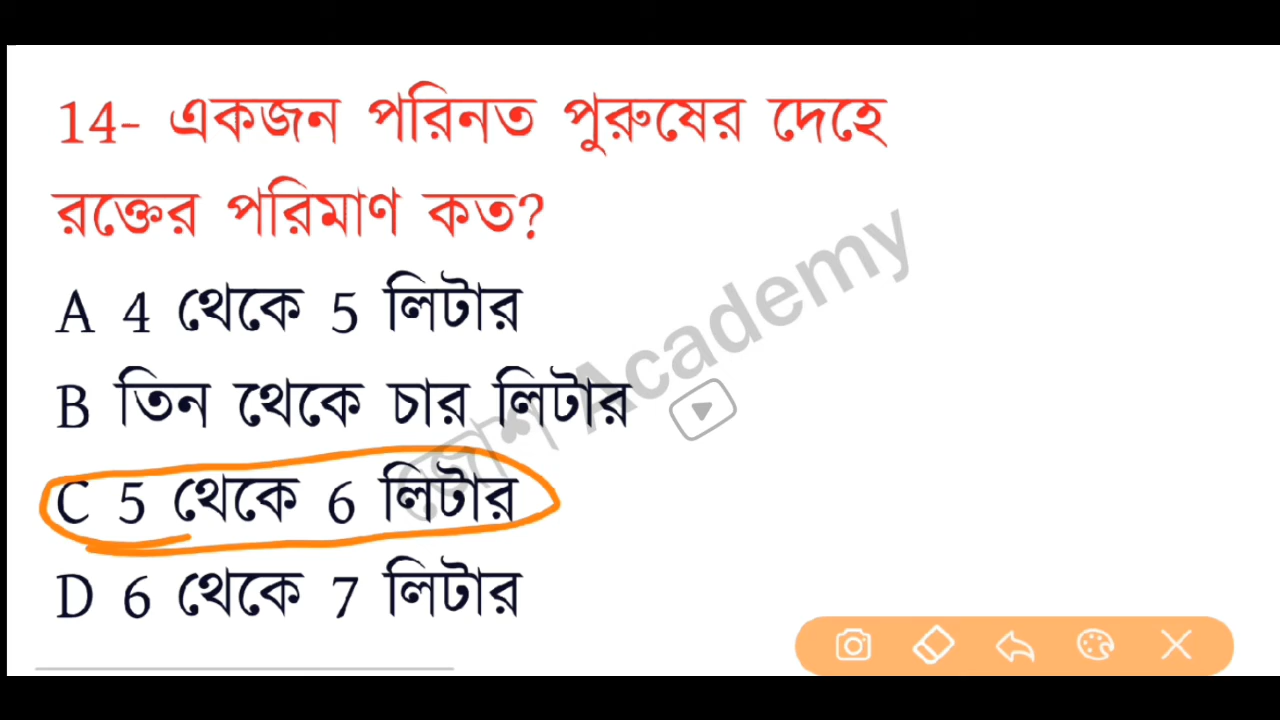 14- একজন পরিনত পুরুষের দেহে
রক্তের পরিমাণ কত?
A 4 থেকে 5 লিটার
B তিন থেকে চার লিটার
C 5 থেকে 6 লিটার
D 6 থেকে 7 লিটার
Academy